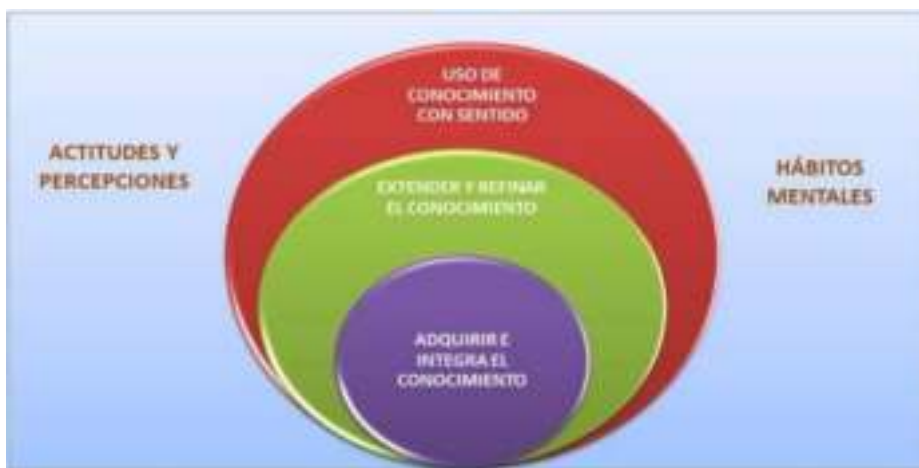 USO DE
CONOCIMIENTO
CON SENTIDO
ACTITUDES Y
PERCEPCIONES
HÁBITOS
MENTALES
EXTENDER Y REFINAR
EL CONOCIMIENTO
ADQUIRIR E
INTEGRA EL
CONOCIMIENTO